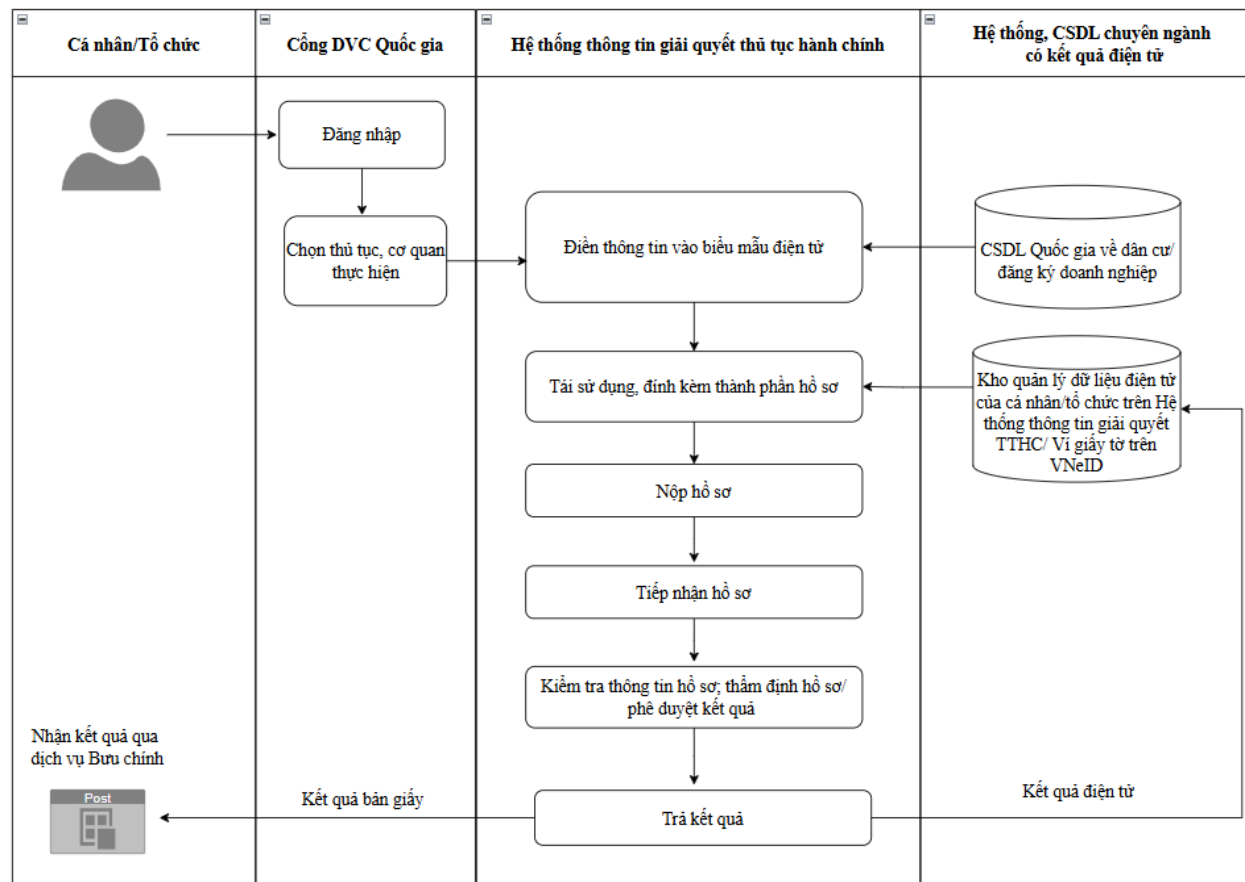 Cá nhân/Tổ chức
Cổng DVC Quốc gia
Hệ thống thông tin giải quyết thủ tục hành chính
Hệ thống, CSDL chuyên ngành
có kết quả điện tử
Đăng nhập
Chọn thủ tục, cơ quan
thực hiện
Điền thông tin vào biểu mẫu điện tử
CSDL Quốc gia về dân cư/
đăng ký doanh nghiệp
Tái sử dụng, đính kèm thành phần hồ sơ
Kho quản lý dữ liệu điện tử
của cá nhân/tổ chức trên Hệ
thống thông tin giải quyết
TTHC/ Ví giấy tờ trên
VNeID
Nộp hồ sơ
Tiếp nhận hồ sơ
Kiểm tra thông tin hồ sơ; thẩm định hồ sơ/
phê duyệt kết quả
Nhận kết quả qua
dịch vụ Bưu chính
Post
Kết quả bản giấy
Trả kết quả
Kết quả điện tử